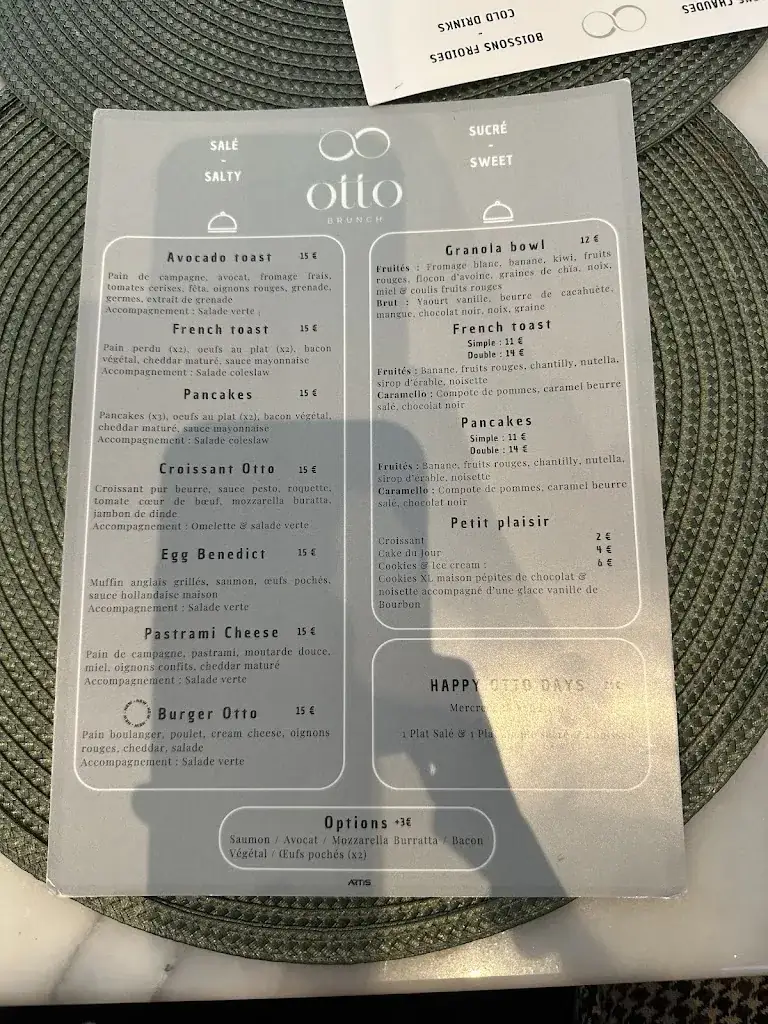 COLD DRINKS
-
BOISSONS FROIDES
CHAUDES
SALÉ
-
SALTY
otto
BRUNCH
SUCRÉ
-
SWEET
Avocado toast 15 €
Pain de campagne, avocat, fromage frais,
tomates cerises, fêta, oignons rouges, grenade,
germes, extrait de grenade
Accompagnement : Salade verte
French toast 15 €
Pain perdu (x2), oeufs au plat (x2), bacon
végétal, cheddar maturé, sauce mayonnaise
Accompagnement : Salade coleslaw
Pancakes 15 €
Pancakes (x3), oeufs au plat (x2), bacon végétal,
cheddar maturé, sauce mayonnaise
Accompagnement : Salade coleslaw
Croissant Otto 15 €
Croissant pur beurre, sauce pesto, roquette,
tomate cœur de bœuf, mozzarella buratta,
jambon de dinde
Accompagnement : Omelette & salade verte
Egg Benedict 15 €
Muffin anglais grillés, saumon, œufs pochés,
sauce hollandaise maison
Accompagnement : Salade verte
Pastrami Cheese 15 €
Pain de campagne, pastrami, moutarde douce,
miel, oignons confits, cheddar maturé
Accompagnement : Salade verte
Burger Otto 15 €
Pain boulanger, poulet, cream cheese, oignons
rouges, cheddar, salade
Accompagnement : Salade verte
Granola bowl 12 €
Fruités : Fromage blanc, banane, kiwi, fruits
rouges, flocon d'avoine, graines de chïa, noix,
miel & coulis fruits rouges
Brut : Yaourt vanille, beurre de cacahuète,
mangue, chocolat noir, noix, graine
French toast
Simple : 11 €
Double : 14 €
Fruités : Banane, fruits rouges, chantilly, nutella,
sirop d'érable, noisette
Caramello : Compote de pommes, caramel beurre
salé, chocolat noir
Pancakes
Simple : 11 €
Double : 14 €
Fruités : Banane, fruits rouges, chantilly, nutella,
sirop d'érable, noisette
Caramello : Compote de pommes, caramel beurre
salé, chocolat noir
Petit plaisir
Croissant 2 €
Cake du jour 4 €
Cookies & Ice cream : 6 €
Cookies XL maison pépites de chocolat &
noisette accompagné d'une glace vanille de
Bourbon
HAPPY OTTO DAYS
1 Plat Salé & 1
Options +3€
Saumon / Avocat / Mozzarella Burratta / Bacon
Végétal / Œufs pochés (x2)
ARTIS